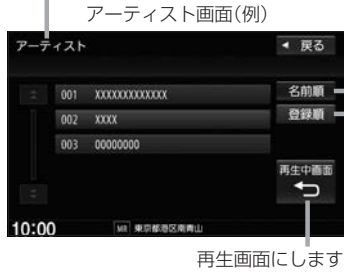 アーティスト画面(例)
アーティスト
◄ 戻る
001 XXXXXXXXXXXXX
名前順
002 XXXX
登録順
003 00000000
再生中画面
10:00
MR 東京都港区南青山
再生画面にします